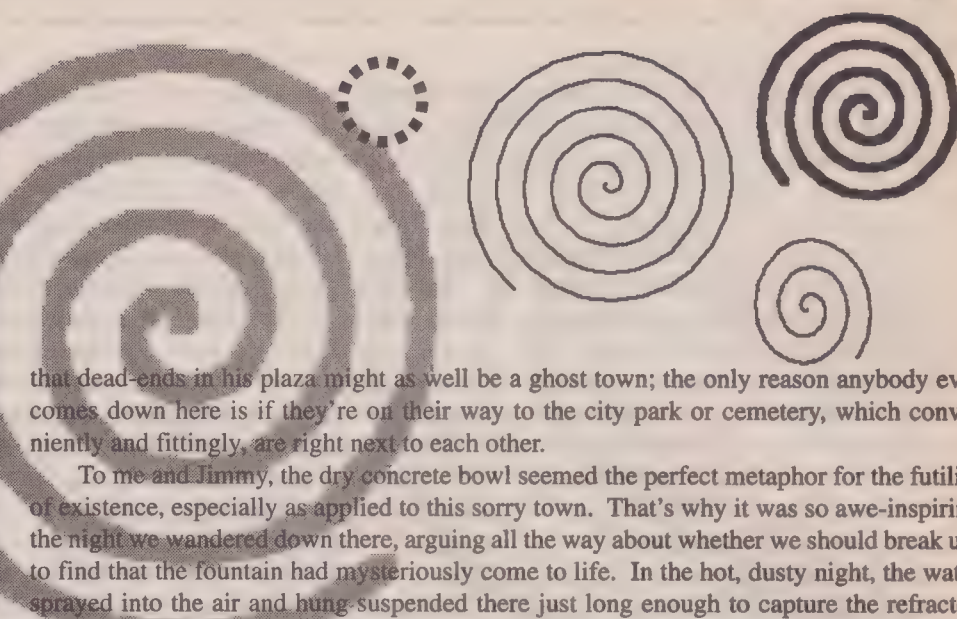 that dead-ends in his plaza might as well be a ghost town; the only reason anybody ev
comes down here is if they're on their way to the city park or cemetery, which conv
niently and fittingly, are right next to each other.
To me and Jimmy, the dry concrete bowl seemed the perfect metaphor for the futili
of existence, especially as applied to this sorry town. That's why it was so awe-inspiri
the night we wandered down there, arguing all the way about whether we should break u
to find that the fountain had mysteriously come to life. In the hot, dusty night, the wat
sprayed into the air and hung suspended there just long enough to capture the refract